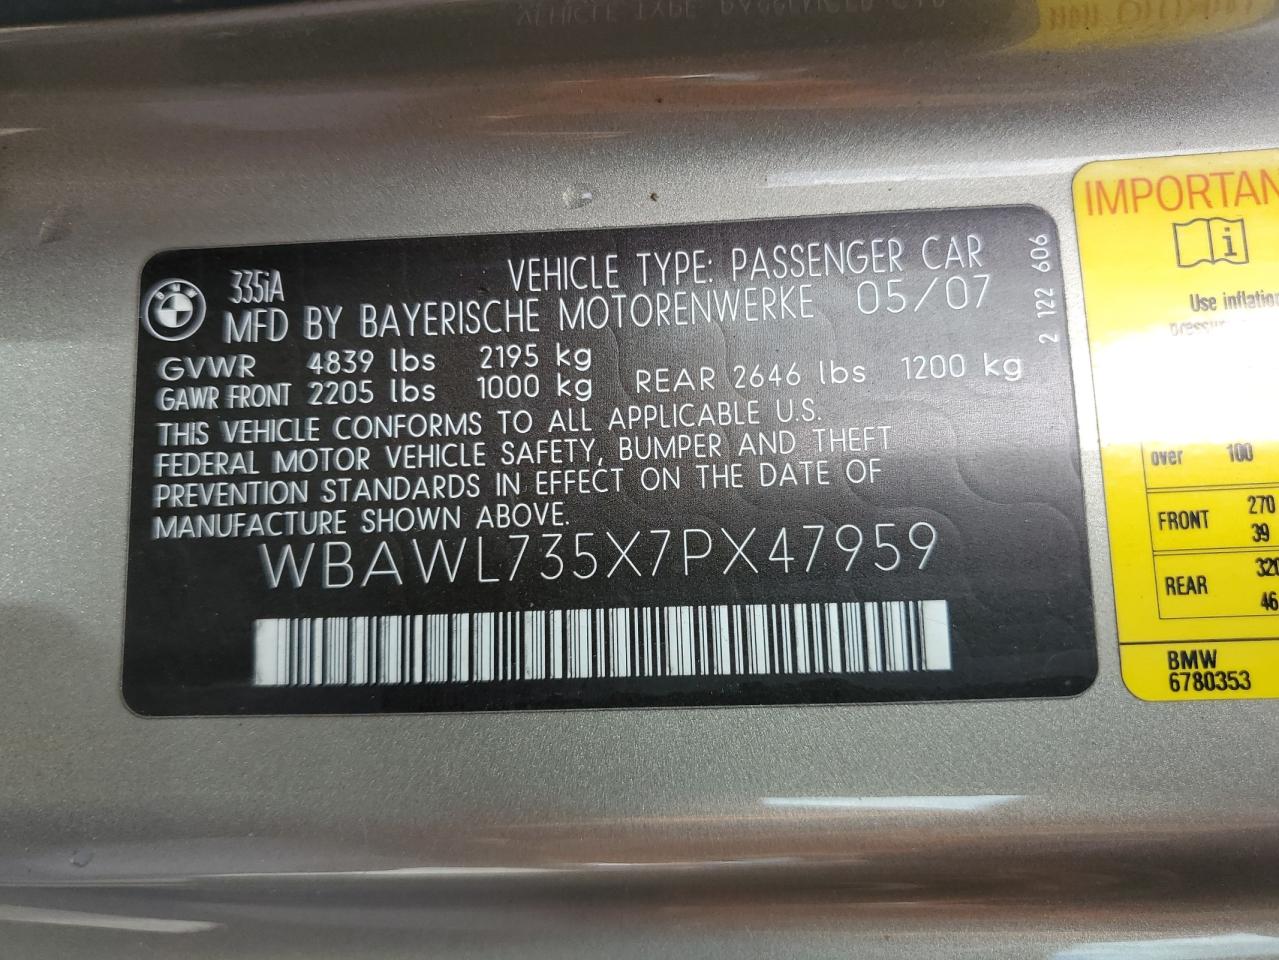 335iA
VEHICLE TYPE: PASSENGER CAR
MFD BY BAYERISCHE MOTORENWERKE 05/07
GVWR 4839 lbs 2195 kg
GAWR FRONT 2205 lbs 1000 kg REAR 2646 lbs 1200 kg
THIS VEHICLE CONFORMS TO ALL APPLICABLE U.S.
FEDERAL MOTOR VEHICLE SAFETY, BUMPER AND THEFT
PREVENTION STANDARDS IN EFFECT ON THE DATE OF
MANUFACTURE SHOWN ABOVE.
WBAWL735X7PX47959
2 122 606
IMPORTAN
Use inflation
over 100
FRONT 270
39
REAR 320
46
BMW
6780353